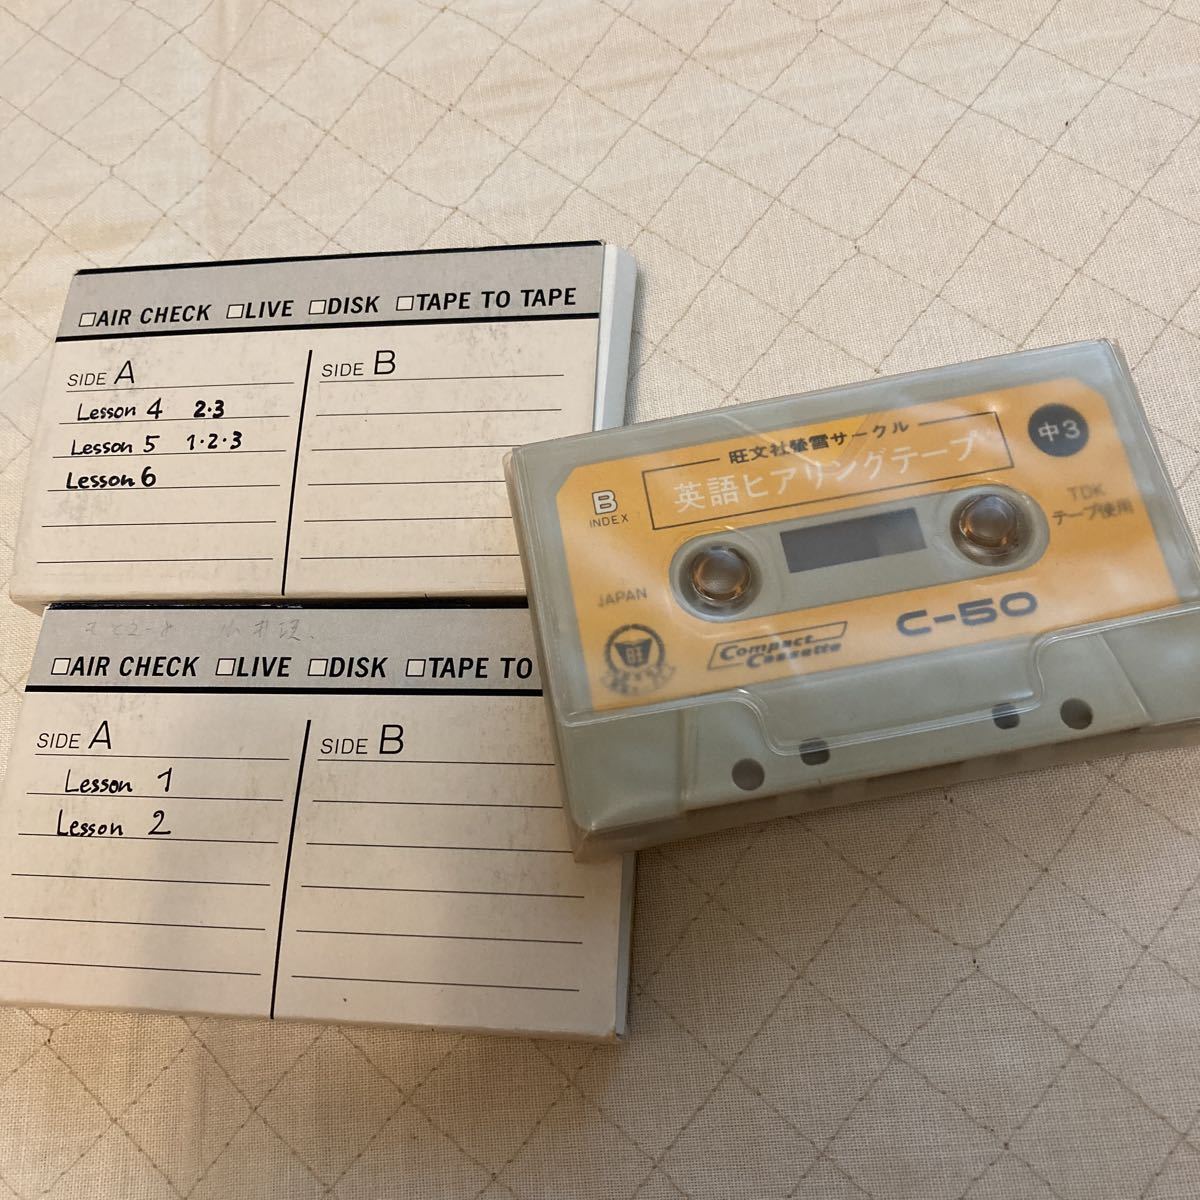 □AIR CHECK □LIVE □DISK □TAPE TO TAPE
SIDE A
Lesson 4 2・3
Lesson 5 1・2・3
Lesson 6
SIDE B
□AIR CHECK □LIVE □DISK □TAPE TO
SIDE A
Lesson 1
Lesson 2
SIDE B
旺文社螢雪サークル
英語ヒアリングテープ
中3
B
INDEX
TDK
テープ使用
JAPAN
旺
Compact
Cassette
C-50